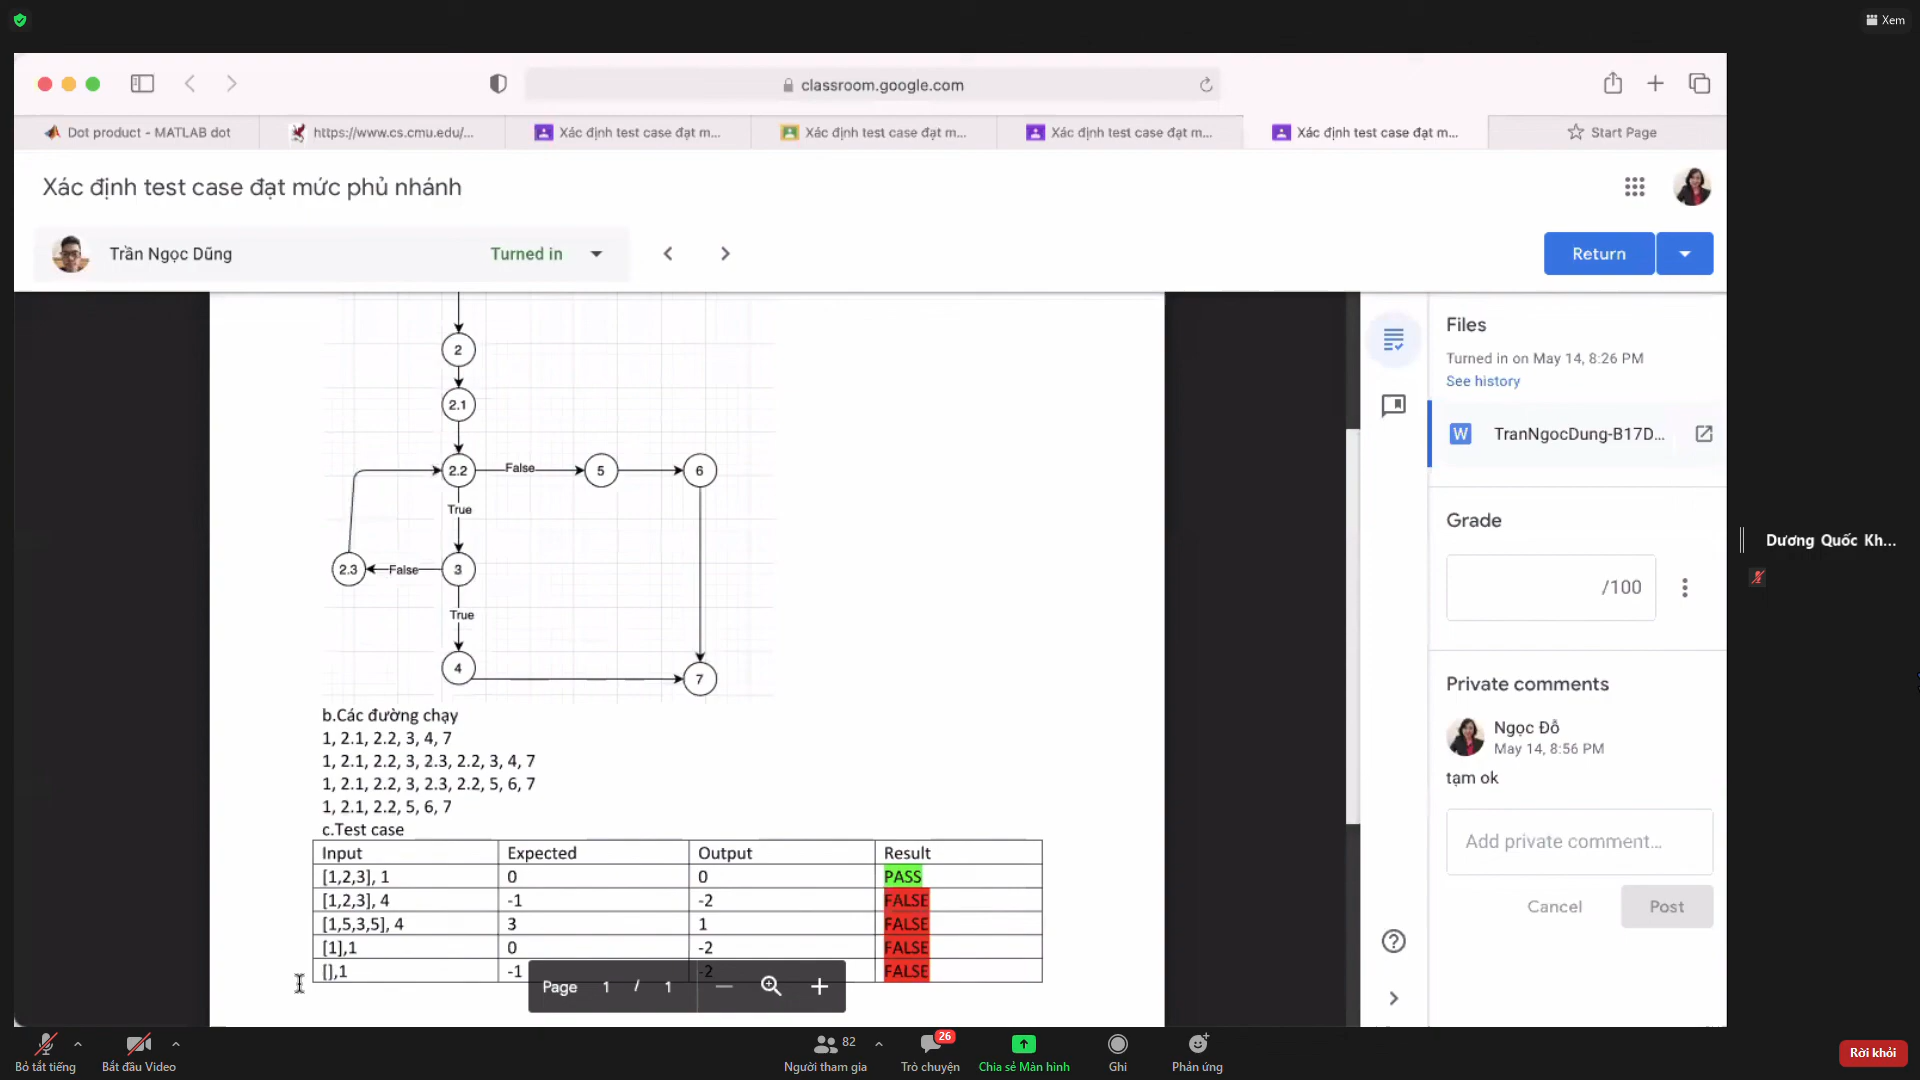 Xem
classroom.google.com
Dot product - MATLAB dot
https://www.cs.cmu.edu/...
Xác định test case đạt m...
Xác định test case đạt m...
Xác định test case đạt m...
Xác định test case đạt m...
Start Page
Xác định test case đạt mức phủ nhánh
Trần Ngọc Dũng
Turned in
Return
2
2.1
2.2
False
5
6
True
2.3
False
3
True
4
7
b.Các đường chạy
1, 2.1, 2.2, 3, 4, 7
1, 2.1, 2.2, 3, 2.3, 2.2, 3, 4, 7
1, 2.1, 2.2, 3, 2.3, 2.2, 5, 6, 7
1, 2.1, 2.2, 5, 6, 7
c.Test case
Input Expected Output Result
[1,2,3], 1 0 0 PASS
[1,2,3], 4 -1 -2 FALSE
[1,5,3,5], 4 3 1 FALSE
[1],1 0 -2 FALSE
[],1 -1 -2 FALSE
Page 1 / 1
Files
Turned in on May 14, 8:26 PM
See history
W TranNgocDung-B17D...
Grade
/100
Private comments
Ngọc Đỗ
May 14, 8:56 PM
tạm ok
Add private comment...
Cancel
Post
Dương Quốc Kh...
Bỏ tắt tiếng
Bắt đầu Video
82
Người tham gia
26
Trò chuyện
Chia sẻ Màn hình
Ghi
Phản ứng
Rời khỏi